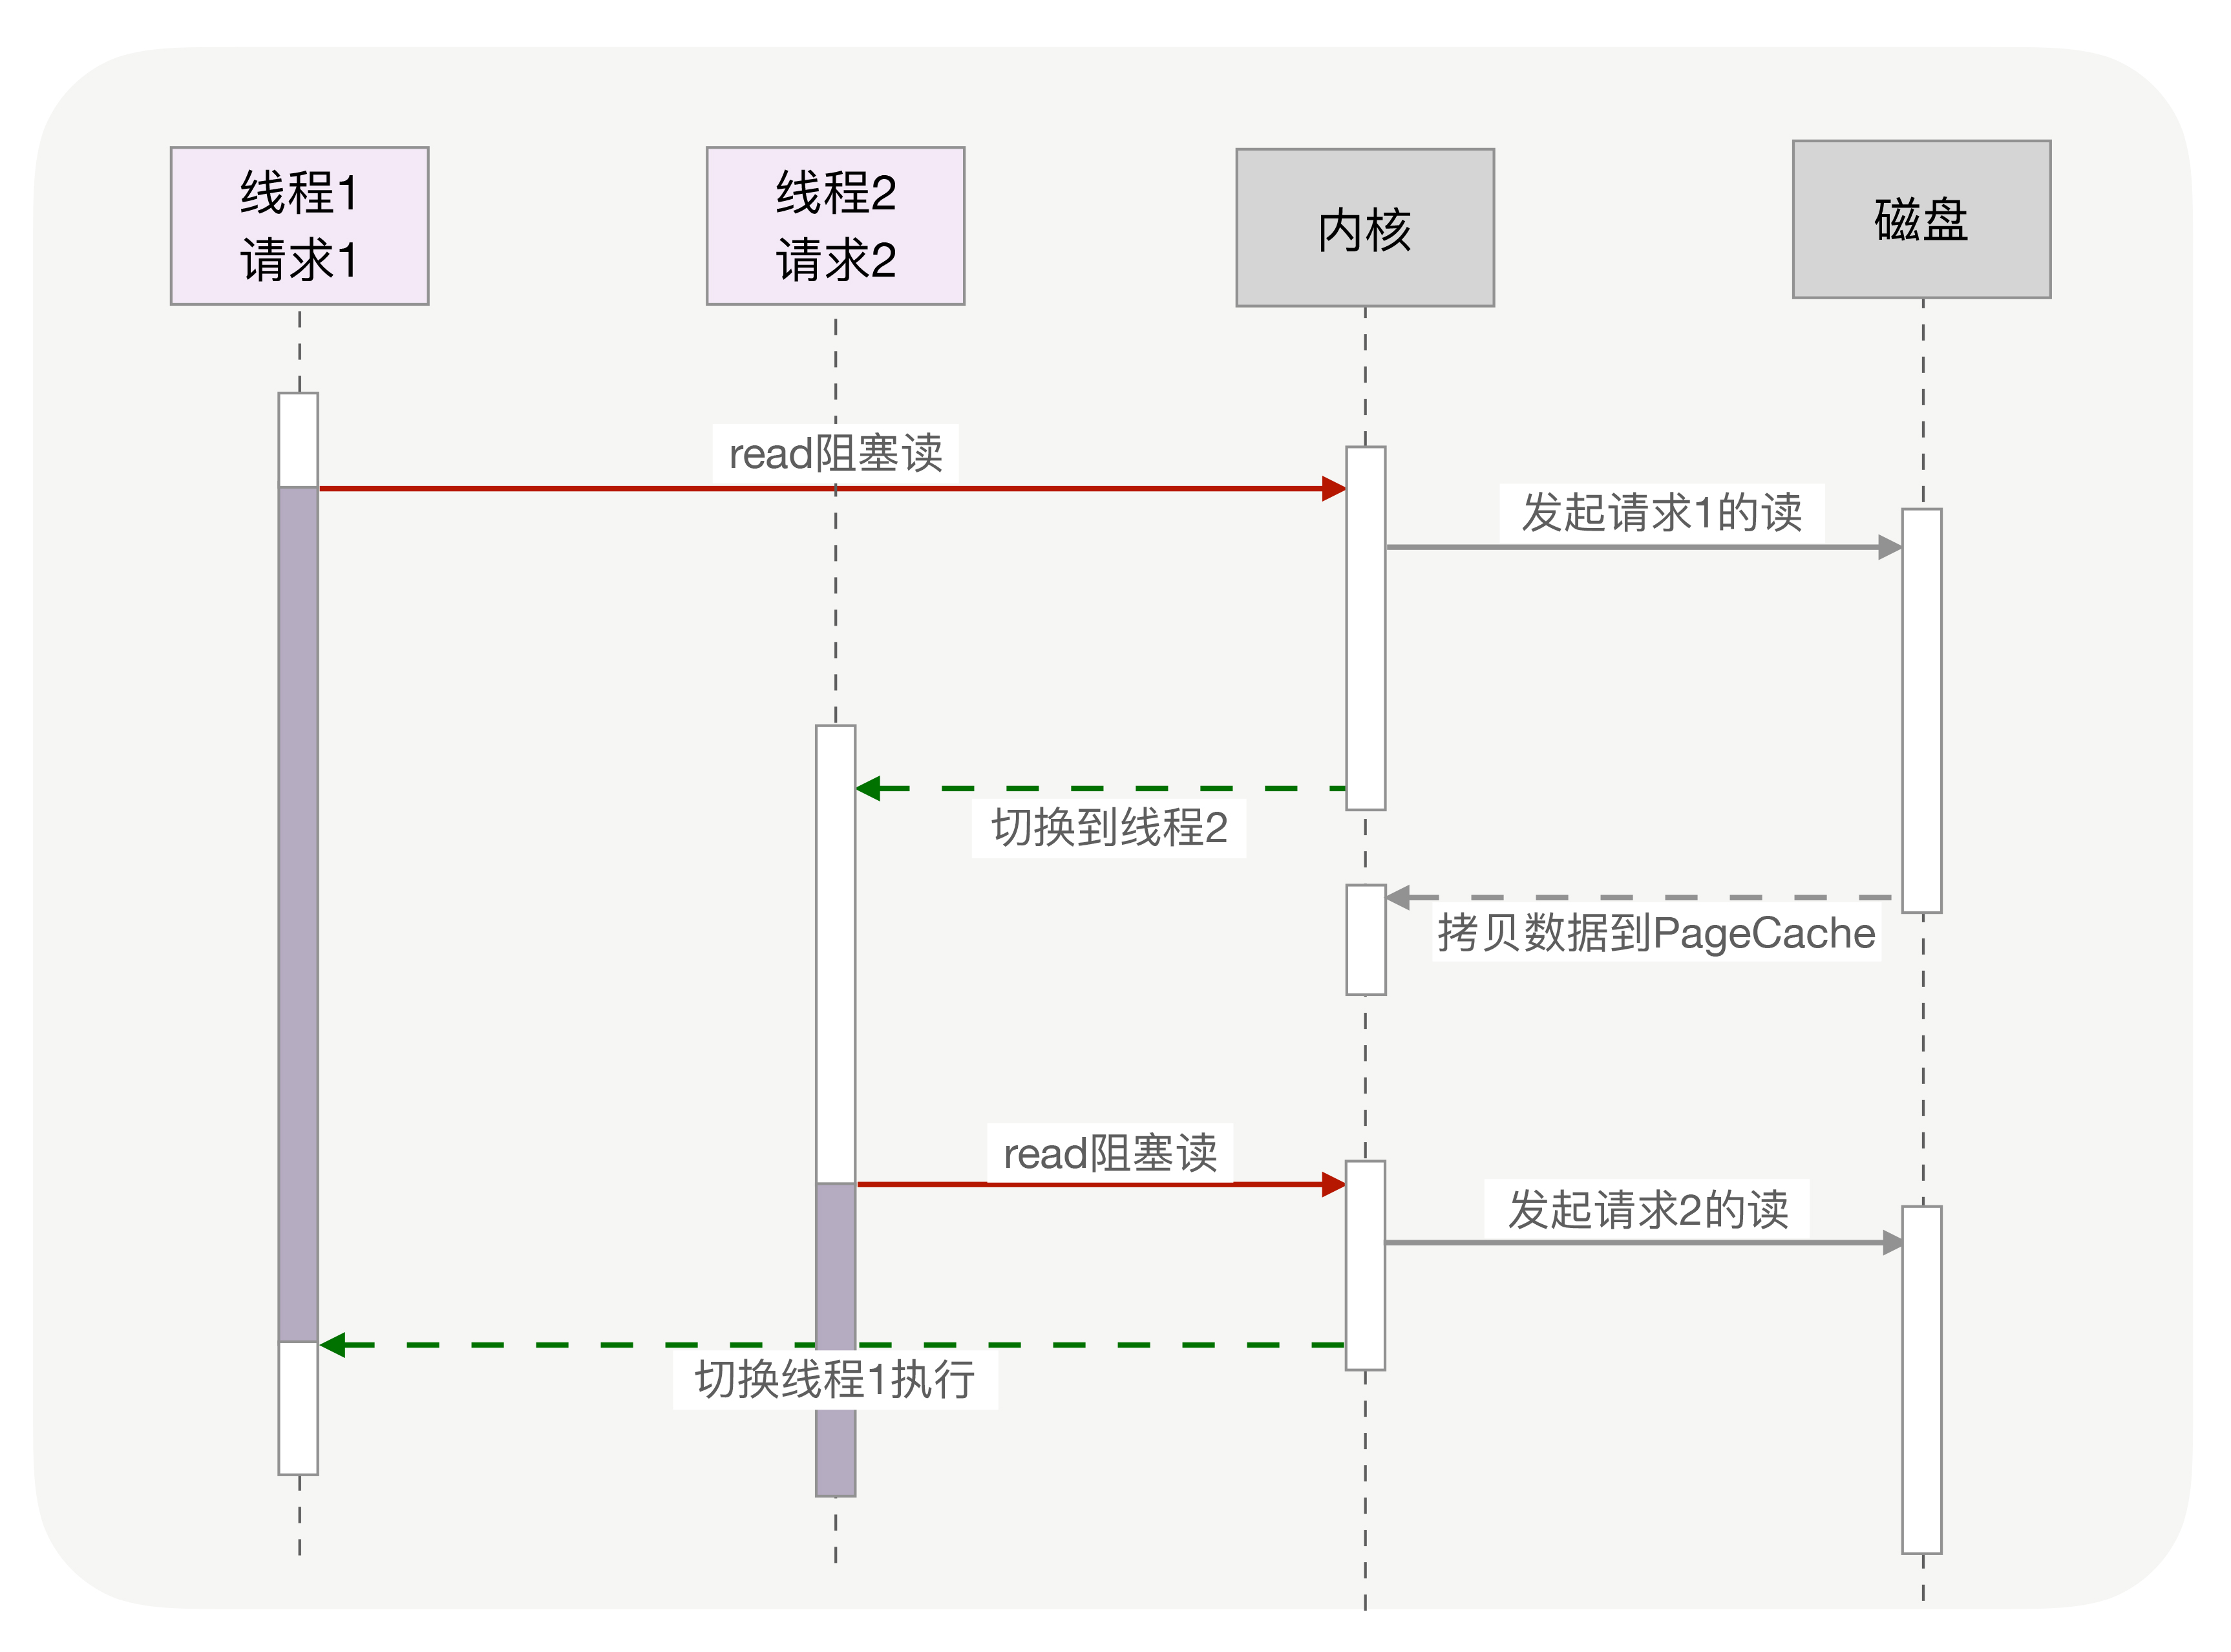 线程1
请求1
线程2
请求2
内核
磁盘
read阻塞读
发起请求1的读
切换到线程2
拷贝数据到PageCache
read阻塞读
发起请求2的读
切换线程1执行